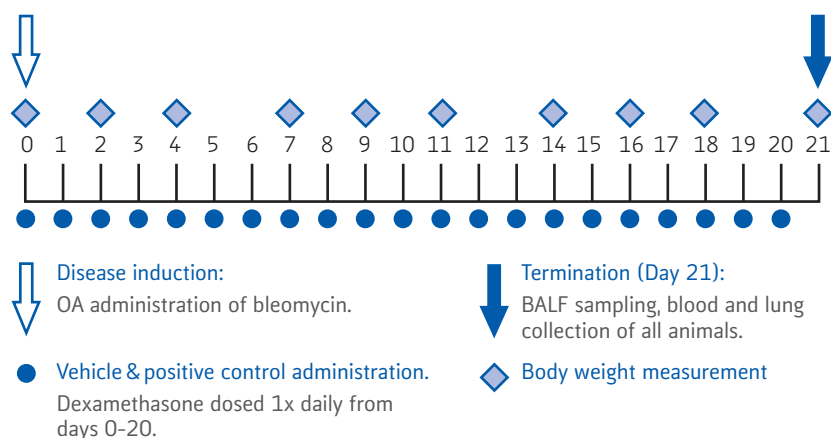 0 1 2 3 4 5 6 7 8 9 10 11 12 13 14 15 16 17 18 19 20 21
Disease induction:
OA administration of bleomycin.
Vehicle & positive control administration.
Dexamethasone dosed 1x daily from
days 0-20.
Termination (Day 21):
BALF sampling, blood and lung
collection of all animals.
Body weight measurement